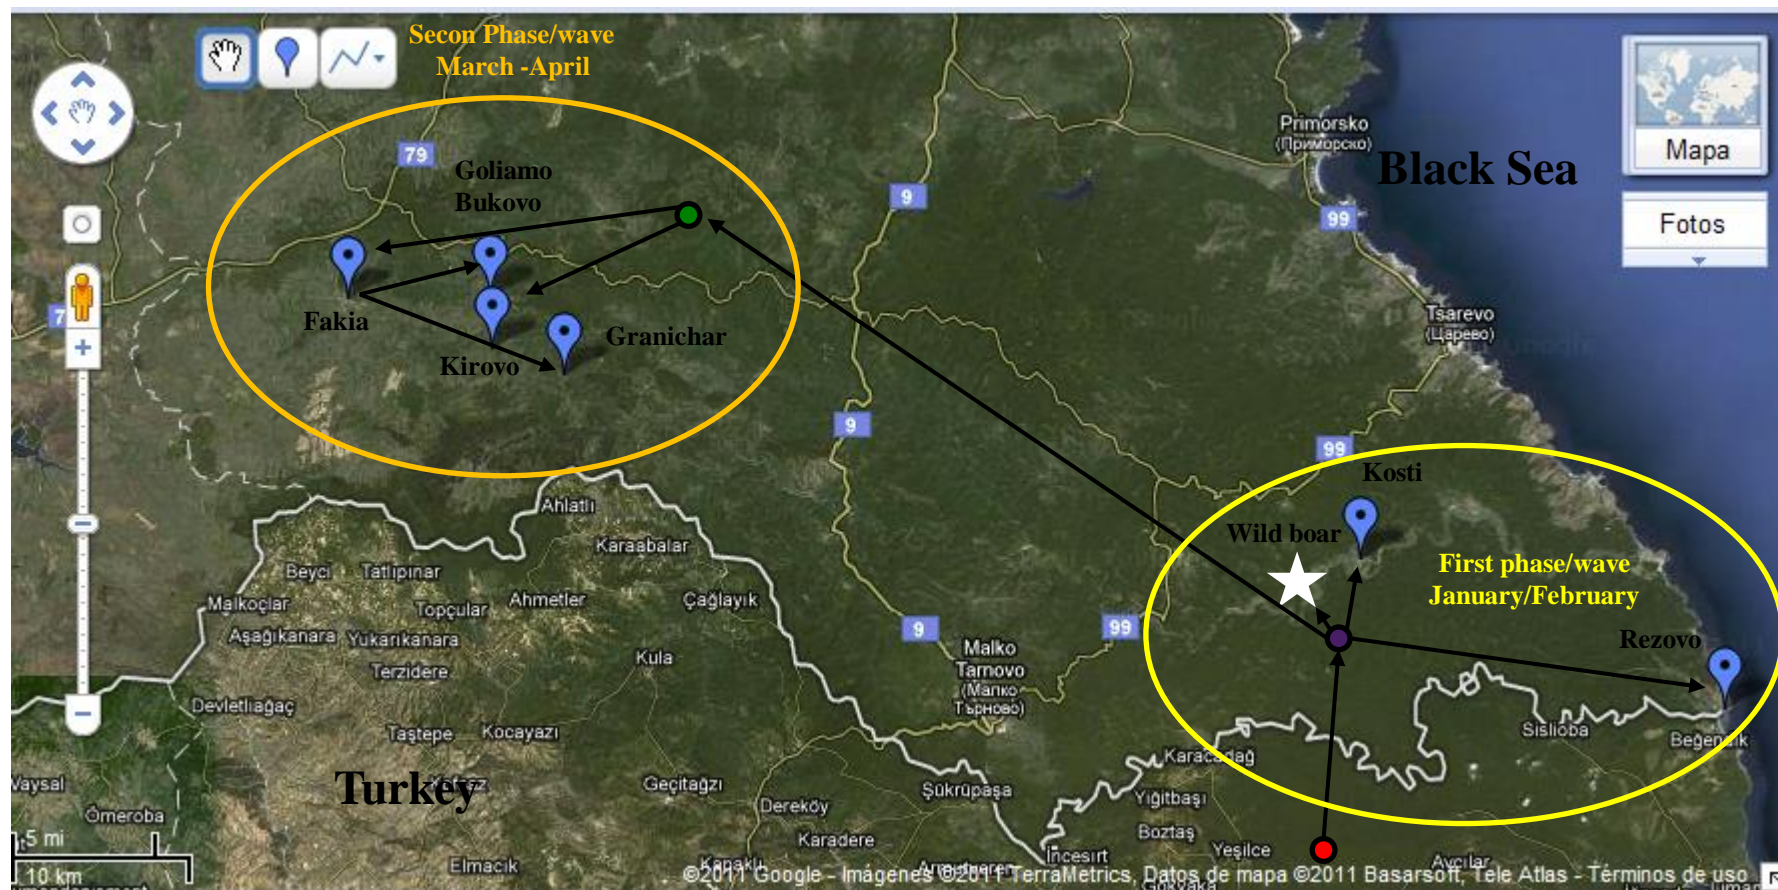 Secon Phase/wave
March -April
79
Goliamo
Bukovo
Primorsko
(Приморско)
Black Sea
Mapa
Fotos
9
99
Fakia
Kirovo
Granichar
7
Tsarevo
(Царево)
9
99
Kosti
Wild boar
First phase/wave
January/February
Rezovo
Ahlatlı
Karaabalar
Beyci
Tatlıpınar
Malkoçlar
Topçular
Ahmetler
Çağlayık
Aşağıkanara
Yukarıkanara
Terzidere
Kula
9
99
Malko
Tarnovo
(Малко
Търново)
Devletliağaç
Taştepe
Kocayazı
Karacadağ
Sislioba
Beğendik
Vaysal
Turkey
Geçitağzı
Şükrüpaşa
Yiğitbaşı
Ömeroba
Dereköy
Karadere
Boztaş
Yeşilce
5 mi
10 km
Elmacık
İncesırt
Avcılar
©2011 Google - Imágenes ©2011 TerraMetrics, Datos de mapa ©2011 Basarsoft, Tele Atlas - Términos de uso